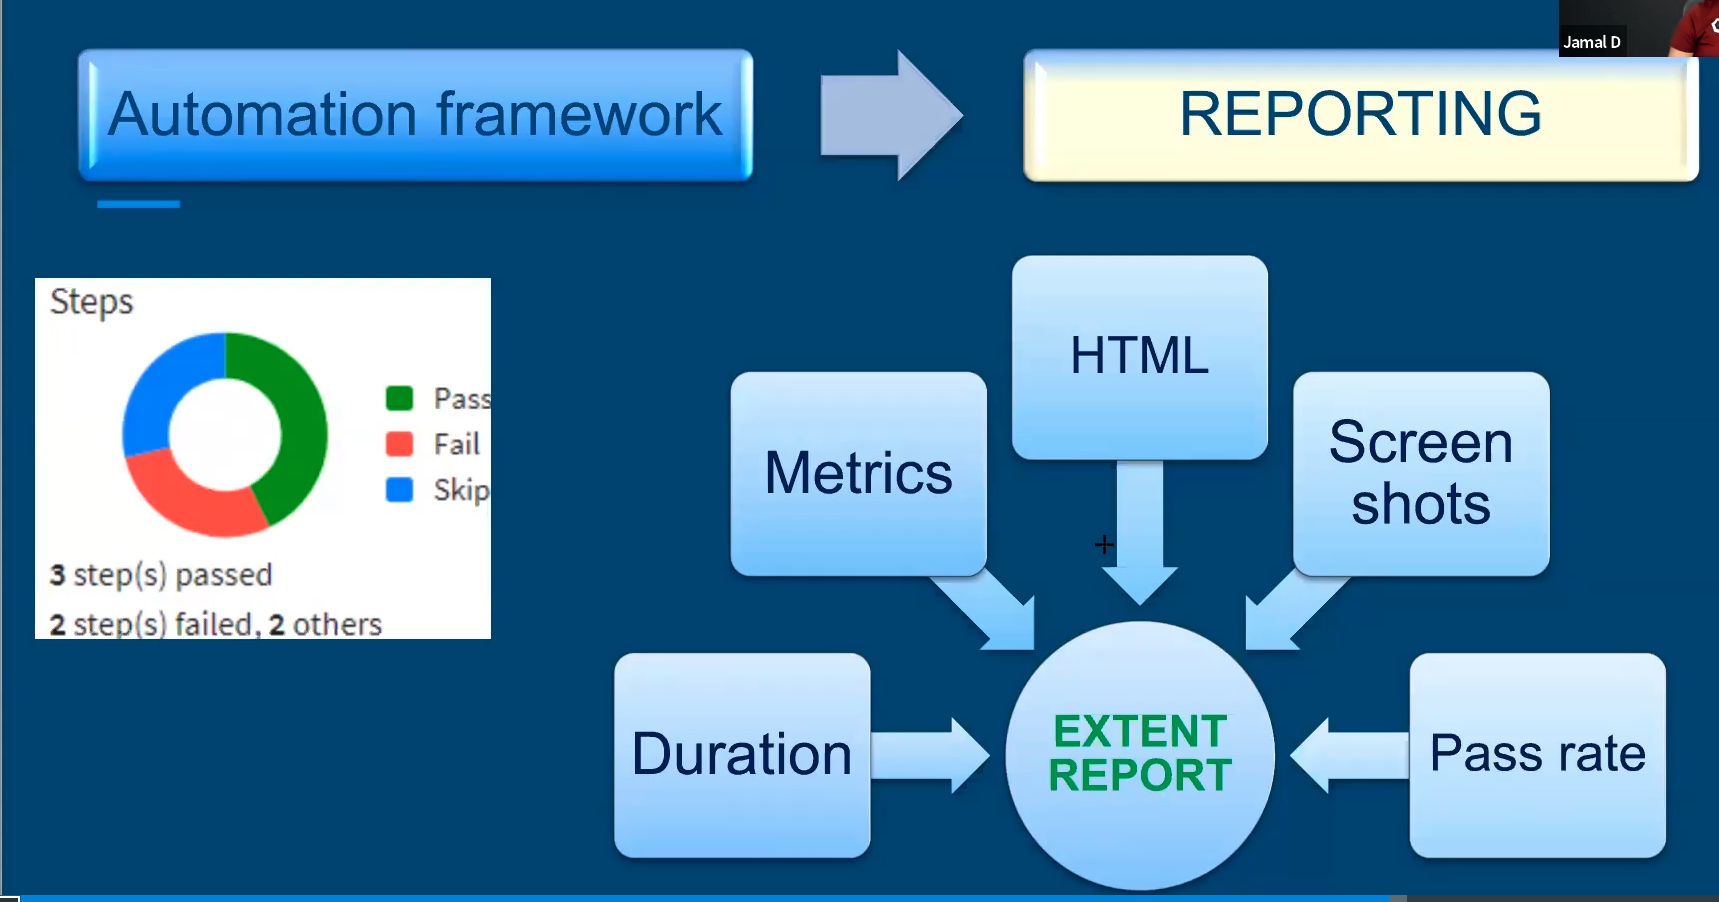 Jamal D
Automation framework
REPORTING
Steps
Pass
Fail
Skip
3 step(s) passed
2 step(s) failed, 2 others
HTML
Metrics
Screen
shots
Duration
EXTENT
REPORT
Pass rate